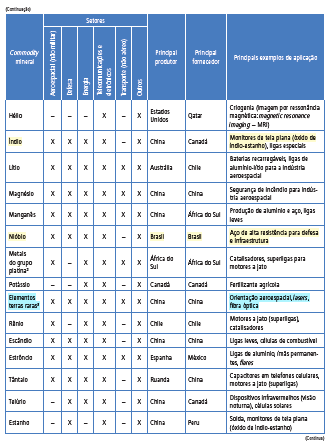 (Continuação)
Commodity mineral
Setores
Principal produtor
Principal fornecedor
Principais exemplos de aplicação
Aeroespacial (não militar)
Defesa
Energia
Telecomunicações e eletrônicos
Transporte (não aéreo)
Outros
Hélio – – – X – X Estados Unidos Qatar Criogenia (imagem por ressonância magnética: magnetic resonance imaging – MRI)
Índio – X X X – X China Canadá Monitores de tela plana (óxido de índio-estanho), ligas especiais
Lítio X X X X X X Austrália Chile Baterias recarregáveis, ligas de alumínio-lítio para a indústria aeroespacial
Magnésio X X X X X X China China Segurança de incêndio para indústria aeroespacial
Manganês X X X X X X China África do Sul Produção de alumínio e aço, ligas leves
Nióbio X X X X – X Brasil Brasil Aço de alta resistência para defesa e infraestrutura
Metais do grupo platina² X – X X X X África do Sul África do Sul Catalisadores, superligas para motores a jato
Potássio – – X X – X Canadá Canadá Fertilizante agrícola
Elementos terras raras³ X X X X X X China China Orientação aeroespacial, lasers, fibra óptica
Rênio X – X X – X Chile Chile Motores a jato (superligas), catalisadores
Escândio X X X X – X China China Ligas leves, células de combustível
Estrôncio X X X X X X Espanha México Ligas de alumínio, ímãs permanentes, flares
Tântalo X X X X – X Ruanda China Capacitores em telefones celulares, motores a jato (superligas)
Telúrio – X X X – X China Canadá Dispositivos infravermelhos (visão noturna), células solares
Estanho – X – X – X China Peru Solda, monitores de tela plana (óxido de índio-estanho)
(Continua)